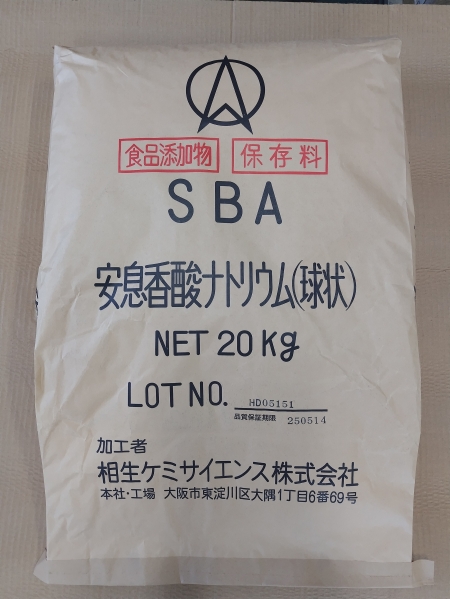 食品添加物 保存料
SBA
安息香酸ナトリウム(球状)
NET 20Kg
LOT NO. HD05151
品質保証期限 250514
加工者
相生ケミサイエンス株式会社
本社・工場 大阪市東淀川区大隅1丁目6番69号